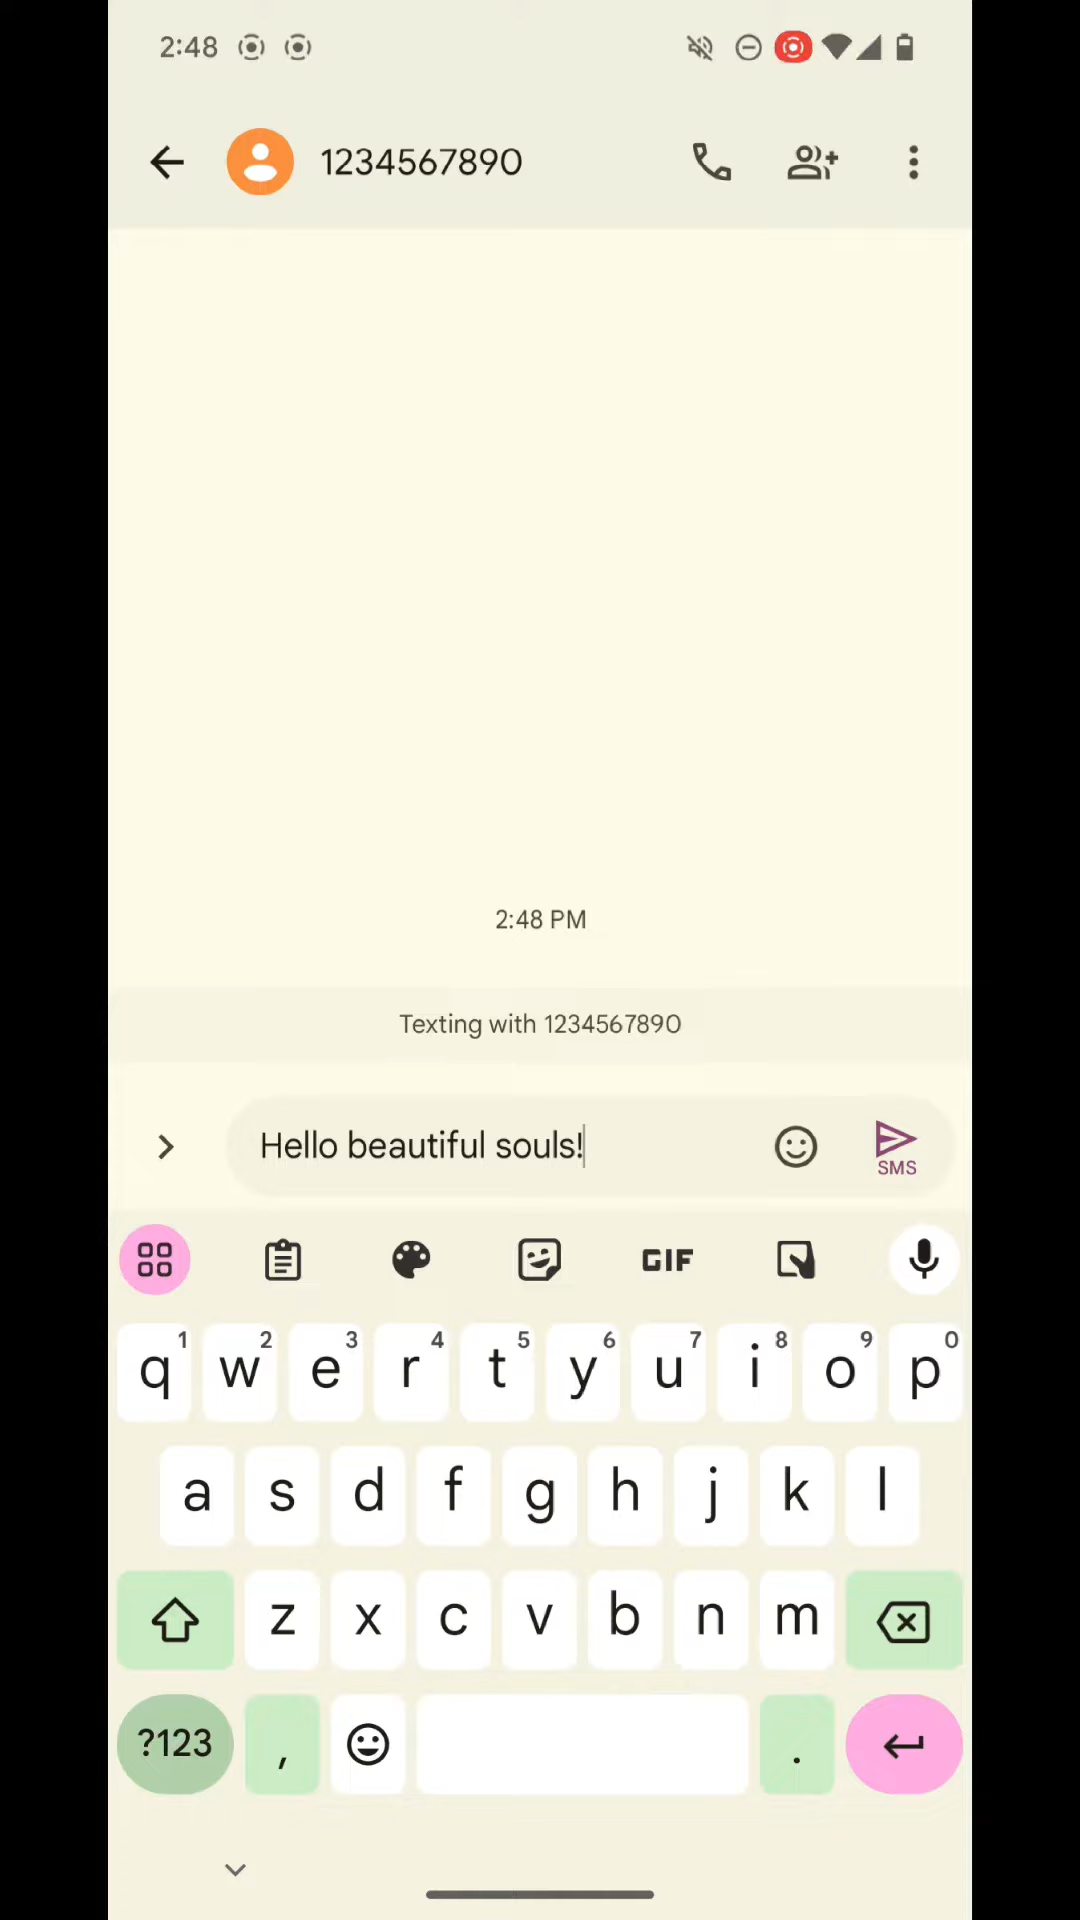 2:48
1234567890
2:48 PM
Texting with 1234567890
Hello beautiful souls!
SMS
GIF
q1 w2 e3 r4 t5 y6 u7 i8 o9 p0
a s d f g h j k l
z x c v b n m
?123 , .